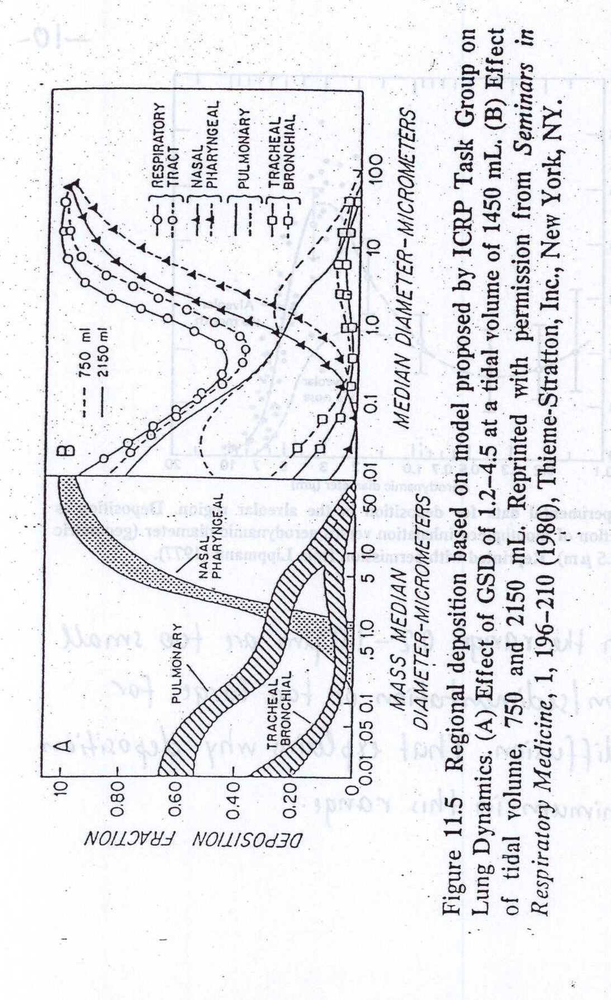 A
B
DEPOSITION FRACTION
10
0.80
0.60
0.40
0.20
0
PULMONARY
TRACHEAL
BRONCHIAL
NASAL
PHARYNGEAL
0.01 .05 0.1 .5 1.0 5 10 50
MASS MEDIAN
DIAMETER-MICROMETERS
--- 750 ml
— 2150 ml
RESPIRATORY
TRACT
NASAL
PHARYNGEAL
PULMONARY
TRACHEAL
BRONCHIAL
.01 0.1 1.0 10 100
MEDIAN DIAMETER-MICROMETERS
Figure 11.5 Regional deposition based on model proposed by ICRP Task Group on
Lung Dynamics. (A) Effect of GSD of 1.2–4.5 at a tidal volume of 1450 mL. (B) Effect
of tidal volume, 750 and 2150 mL. Reprinted with permission from Seminars in
Respiratory Medicine, 1, 196–210 (1980), Thieme-Stratton, Inc., New York, NY.